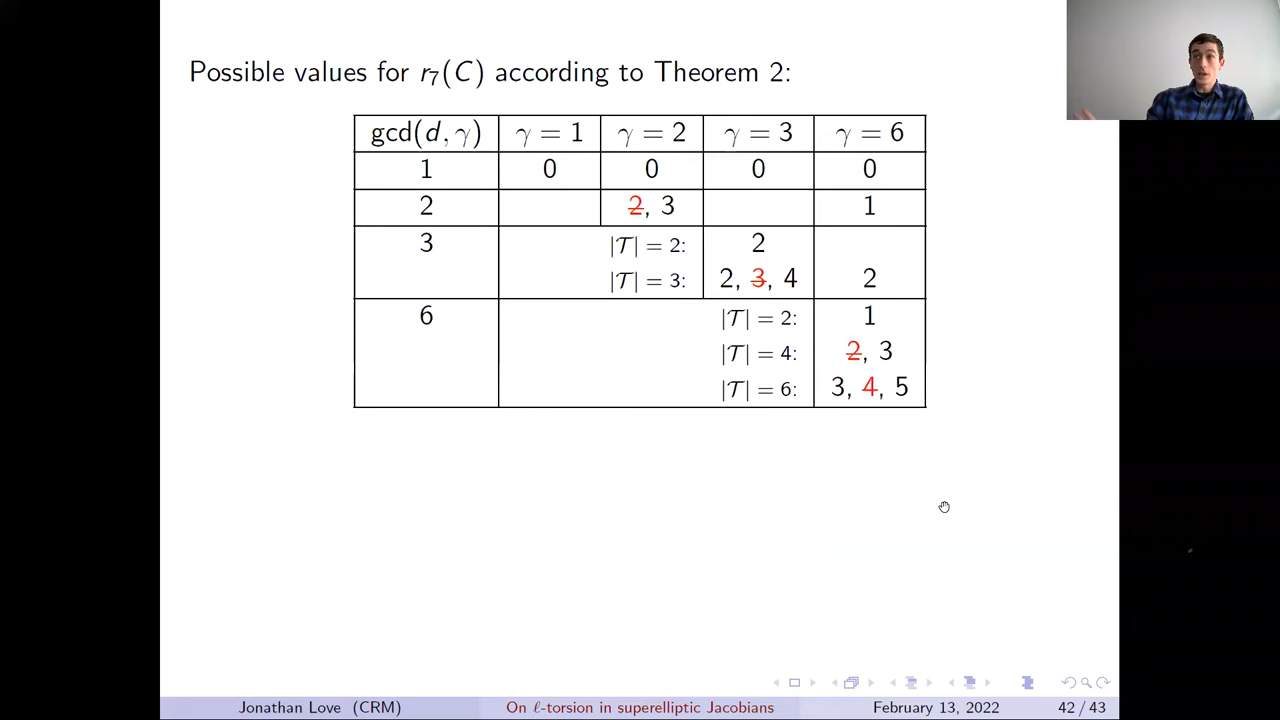 Possible values for r₇(C) according to Theorem 2:
gcd(d, γ) γ = 1 γ = 2 γ = 3 γ = 6
1 0 0 0 0
2 2, 3 1
3 |𝒯| = 2: 2
|𝒯| = 3: 2, 3, 4 2
6 |𝒯| = 2: 1
|𝒯| = 4: 2, 3
|𝒯| = 6: 3, 4, 5
Jonathan Love (CRM) On ℓ-torsion in superelliptic Jacobians February 13, 2022 42 / 43